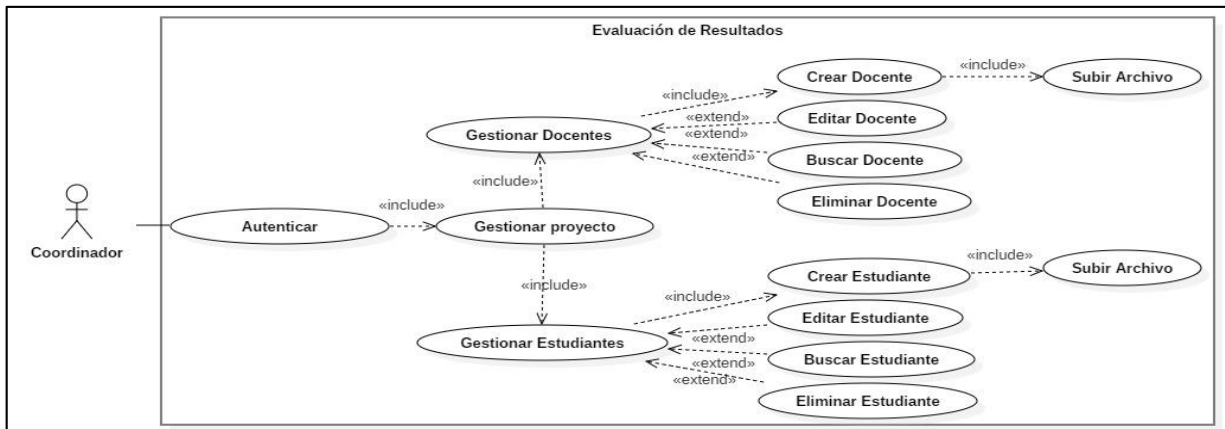 Evaluación de Resultados
Crear Docente
«include»
Subir Archivo
«include»
Editar Docente
«extend»
Gestionar Docentes
«extend»
Buscar Docente
«extend»
«include»
Eliminar Docente
Coordinador
Autenticar
«include»
Gestionar proyecto
«include»
Crear Estudiante
«include»
Subir Archivo
«include»
Editar Estudiante
«extend»
Gestionar Estudiantes
Buscar Estudiante
«extend»
«extend»
Eliminar Estudiante